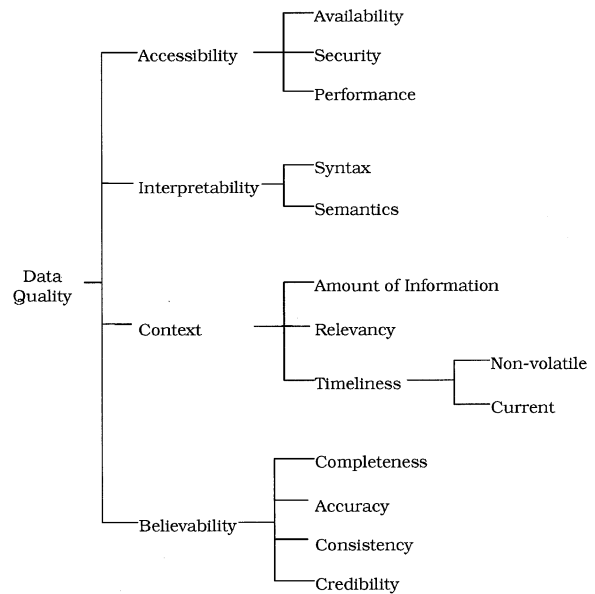 Availability
Accessibility
Security
Performance
Syntax
Interpretability
Semantics
Data
Quality
Amount of Information
Context
Relevancy
Timeliness
Non-volatile
Current
Completeness
Accuracy
Believability
Consistency
Credibility